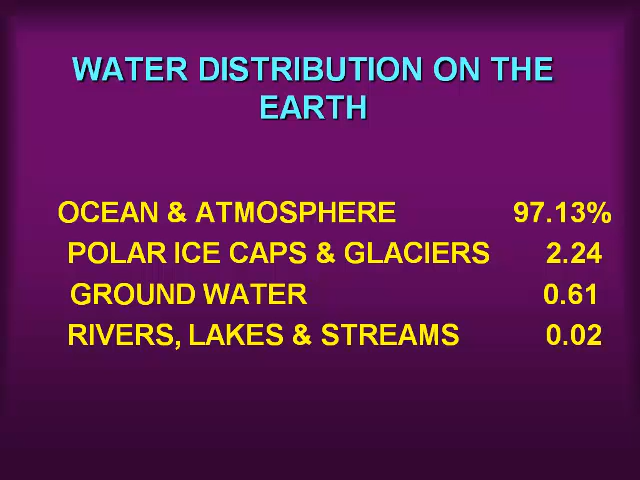 WATER DISTRIBUTION ON THE
EARTH
OCEAN & ATMOSPHERE 97.13%
POLAR ICE CAPS & GLACIERS 2.24
GROUND WATER 0.61
RIVERS, LAKES & STREAMS 0.02